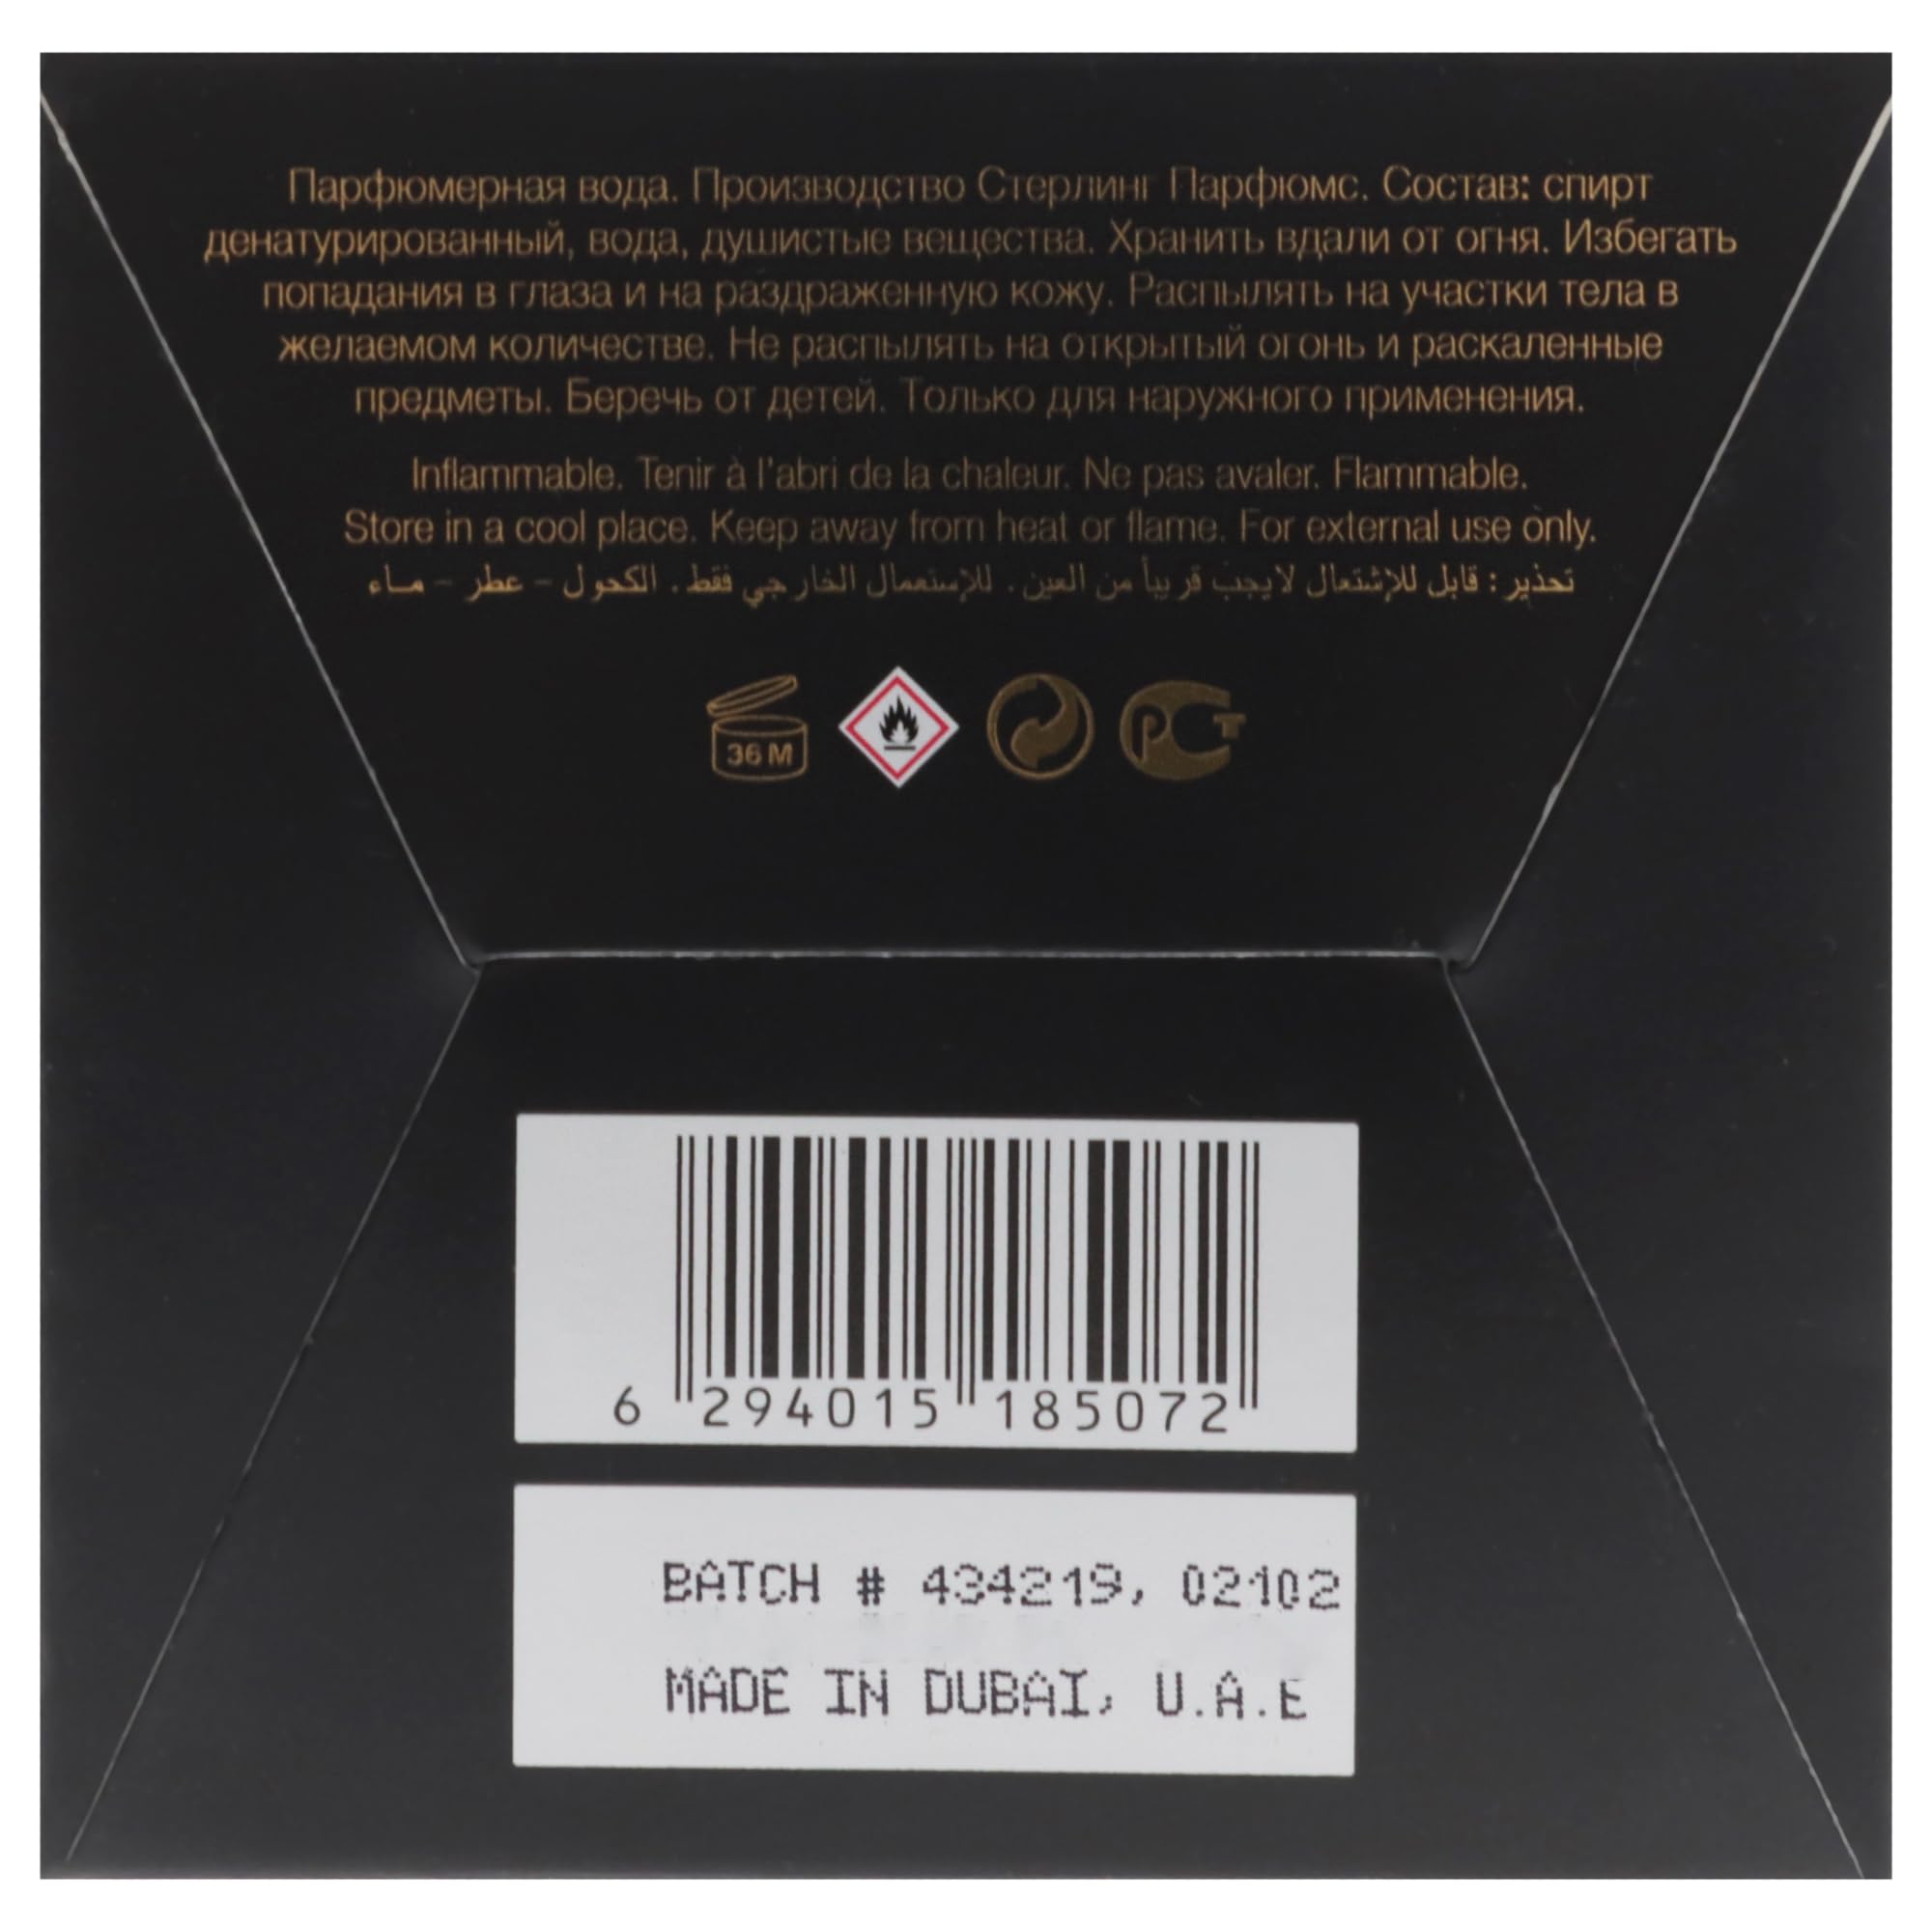 Парфюмерная вода. Производство Стерлинг Парфюмс. Состав: спирт
денатурированный, вода, душистые вещества. Хранить вдали от огня. Избегать
попадания в глаза и на раздраженную кожу. Распылять на участки тела в
желаемом количестве. Не распылять на открытый огонь и раскаленные
предметы. Беречь от детей. Только для наружного применения.
Inflammable. Tenir à l'abri de la chaleur. Ne pas avaler. Flammable.
Store in a cool place. Keep away from heat or flame. For external use only.
تحذير : قابل للإشتعال لايجب قريباً من العين . للإستعمال الخارجي فقط . الكحول - عطر - ماء
36 M
РСТ
6 294015 185072
BATCH # 434219, 02102
MADE IN DUBAI, U.A.E